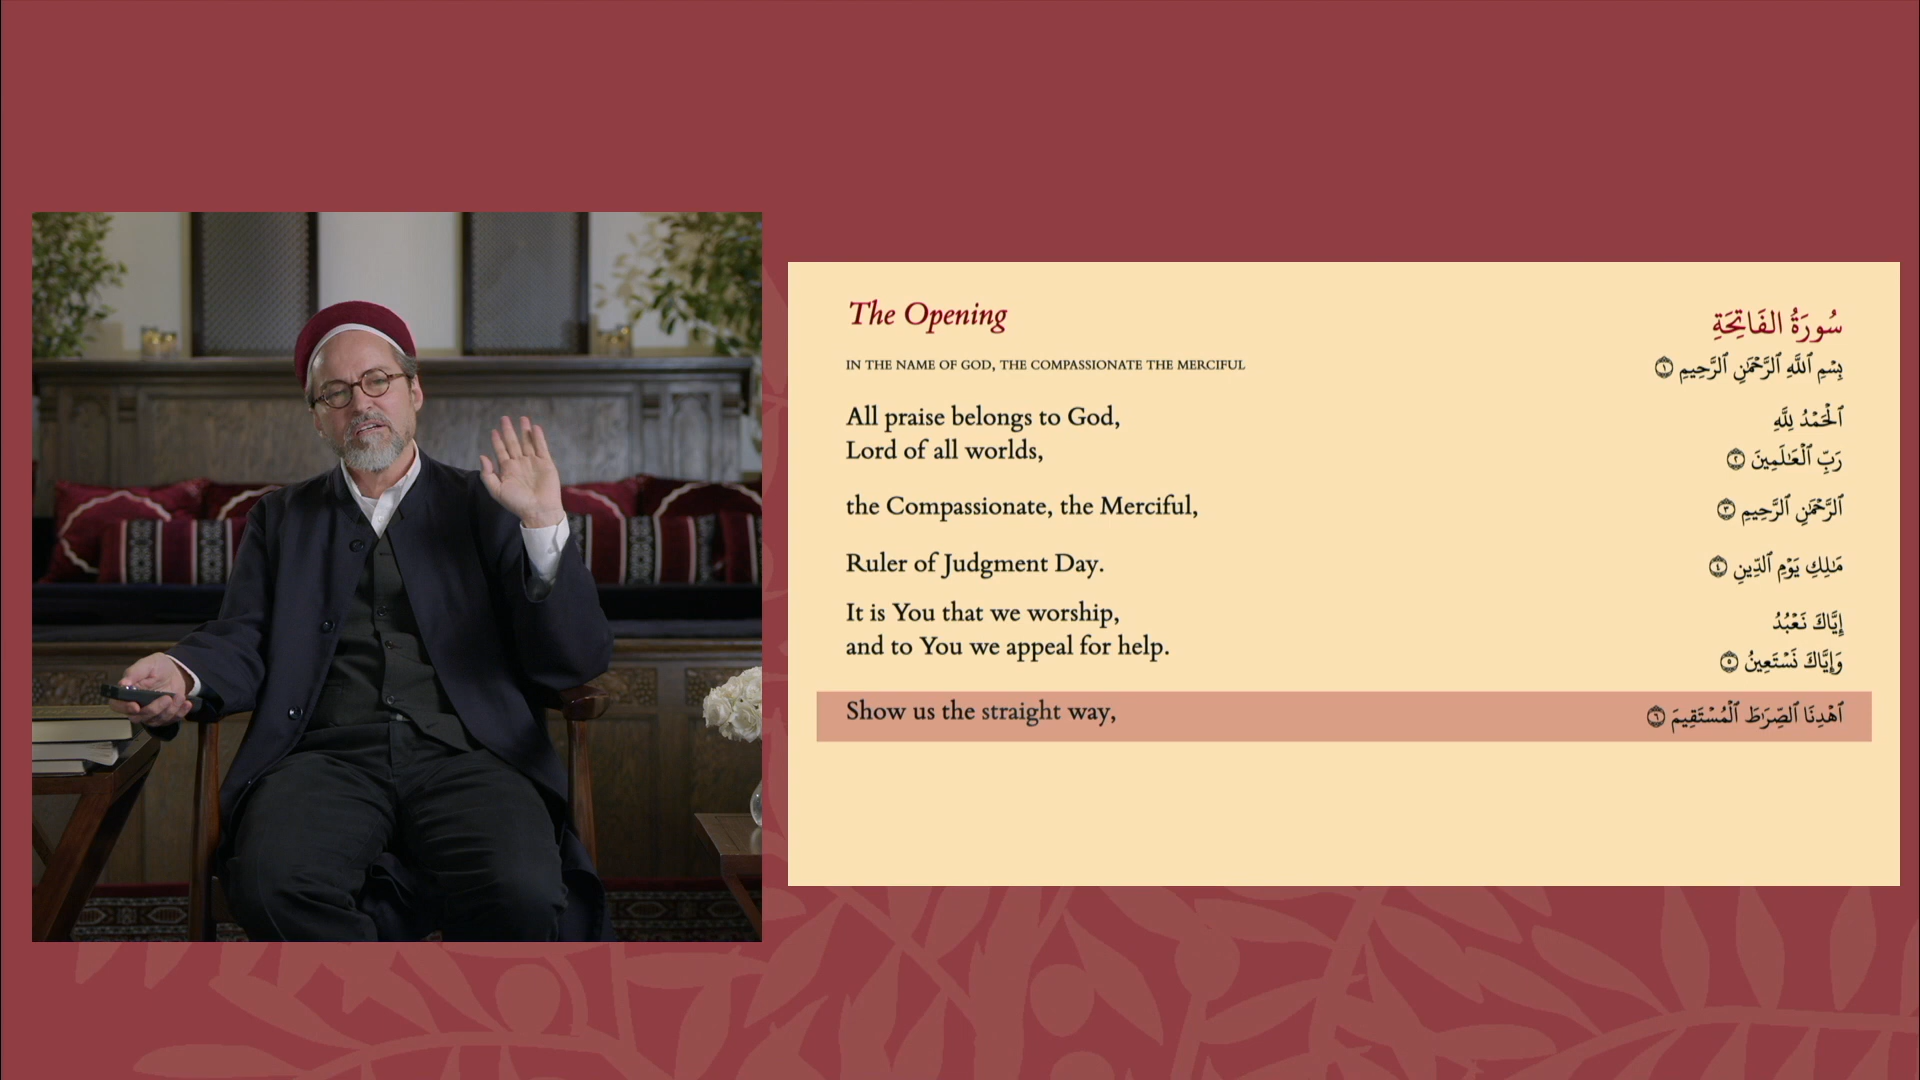 The Opening
سُورَةُ الفَاتِحَةِ
IN THE NAME OF GOD, THE COMPASSIONATE THE MERCIFUL
بِسْمِ ٱللَّهِ ٱلرَّحْمَٰنِ ٱلرَّحِيمِ ١
All praise belongs to God,
ٱلْحَمْدُ لِلَّهِ
Lord of all worlds,
رَبِّ ٱلْعَٰلَمِينَ ٢
the Compassionate, the Merciful,
ٱلرَّحْمَٰنِ ٱلرَّحِيمِ ٣
Ruler of Judgment Day.
مَٰلِكِ يَوْمِ ٱلدِّينِ ٤
It is You that we worship,
إِيَّاكَ نَعْبُدُ
and to You we appeal for help.
وَإِيَّاكَ نَسْتَعِينُ ٥
Show us the straight way,
ٱهْدِنَا ٱلصِّرَٰطَ ٱلْمُسْتَقِيمَ ٦